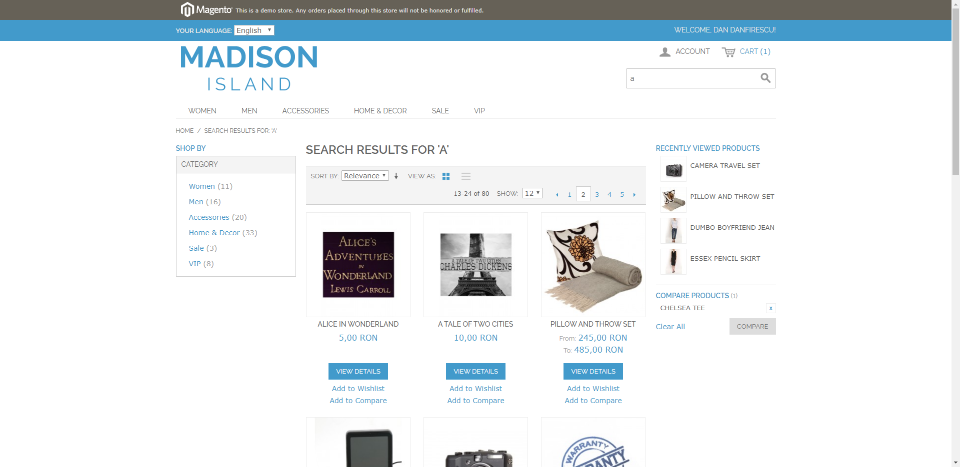 Magento This is a demo store. Any orders placed through this store will not be honored or fulfilled.
YOUR LANGUAGE: English WELCOME, DAN DANFIRESCU!
MADISON
ISLAND
ACCOUNT CART (1)
a
WOMEN MEN ACCESSORIES HOME & DECOR SALE VIP
HOME / SEARCH RESULTS FOR: 'A'
SHOP BY
CATEGORY
Women (11)
Men (16)
Accessories (20)
Home & Decor (33)
Sale (3)
VIP (8)
SEARCH RESULTS FOR 'A'
SORT BY Relevance VIEW AS
13-24 of 80 SHOW: 12 1 2 3 4 5
ALICE'S
ADVENTURES
IN
WONDERLAND
LEWIS CARROLL
A TALE OF TWO CITIES
CHARLES DICKENS
ALICE IN WONDERLAND
5,00 RON
VIEW DETAILS
Add to Wishlist
Add to Compare
A TALE OF TWO CITIES
10,00 RON
VIEW DETAILS
Add to Wishlist
Add to Compare
PILLOW AND THROW SET
From: 245,00 RON
To: 485,00 RON
VIEW DETAILS
Add to Wishlist
Add to Compare
WARRANTY
RECENTLY VIEWED PRODUCTS
CAMERA TRAVEL SET
PILLOW AND THROW SET
DUMBO BOYFRIEND JEAN
ESSEX PENCIL SKIRT
COMPARE PRODUCTS (1)
CHELSEA TEE x
Clear All COMPARE